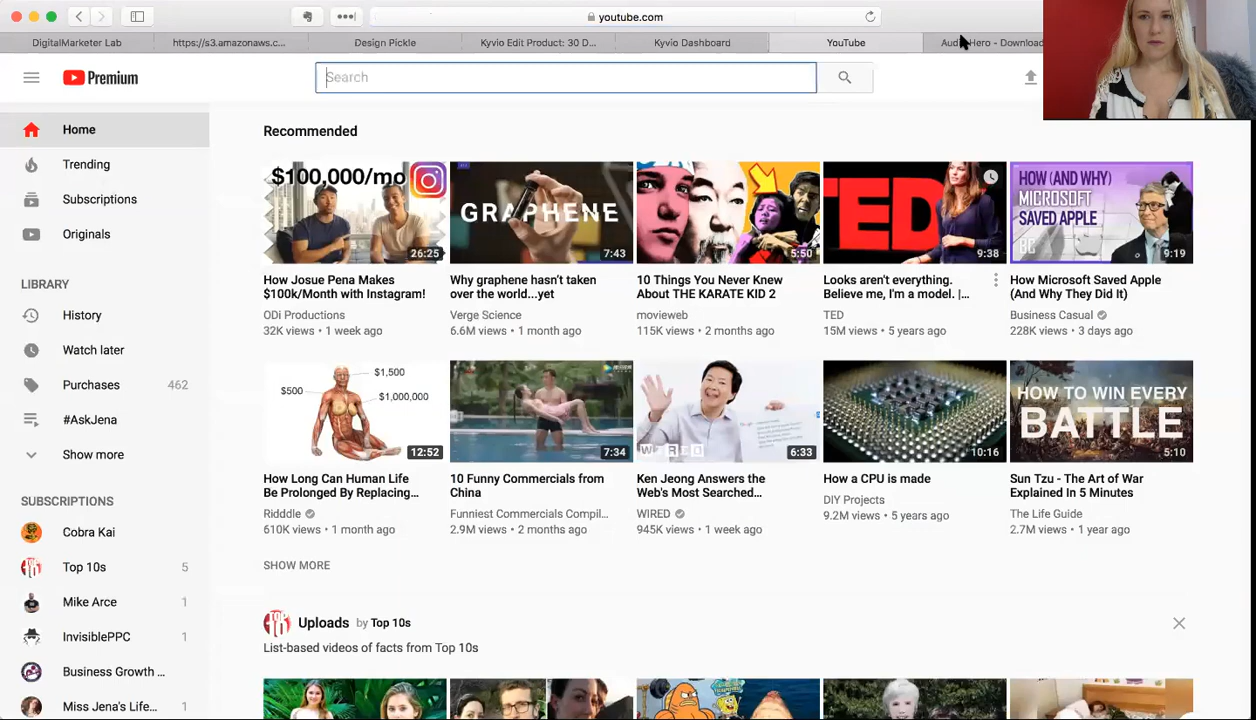 youtube.com
DigitalMarketer Lab
https://s3.amazonaws.c...
Design Pickle
Kyvio Edit Product: 30 D...
Kyvio Dashboard
YouTube
Hero - Download
Premium
Search
Home
Trending
Subscriptions
Originals
LIBRARY
History
Watch later
Purchases 462
#AskJena
Show more
SUBSCRIPTIONS
Cobra Kai
Top 10s 5
Mike Arce 1
InvisiblePPC 1
Business Growth ...
Miss Jena's Life... 1
Recommended
$100,000/mo
26:25
GRAPHENE
7:43
5:50
TED
9:38
HOW (AND WHY)
MICROSOFT
SAVED APPLE
BC
9:19
How Josue Pena Makes
$100k/Month with Instagram!
ODi Productions
32K views • 1 week ago
Why graphene hasn't taken
over the world...yet
Verge Science
6.6M views • 1 month ago
10 Things You Never Knew
About THE KARATE KID 2
movieweb
115K views • 2 months ago
Looks aren't everything.
Believe me, I'm a model. |...
TED
15M views • 5 years ago
How Microsoft Saved Apple
(And Why They Did It)
Business Casual
228K views • 3 days ago
$1,500
$500
$1,000,000
12:52
7:34
WIRED
6:33
10:16
HOW TO WIN EVERY
BATTLE
5:10
How Long Can Human Life
Be Prolonged By Replacing...
Ridddle
610K views • 1 month ago
10 Funny Commercials from
China
Funniest Commercials Compil...
2.9M views • 2 months ago
Ken Jeong Answers the
Web's Most Searched...
WIRED
945K views • 1 week ago
How a CPU is made
DIY Projects
9.2M views • 5 years ago
Sun Tzu - The Art of War
Explained In 5 Minutes
The Life Guide
2.7M views • 1 year ago
SHOW MORE
TOP 10
Uploads by Top 10s
List-based videos of facts from Top 10s